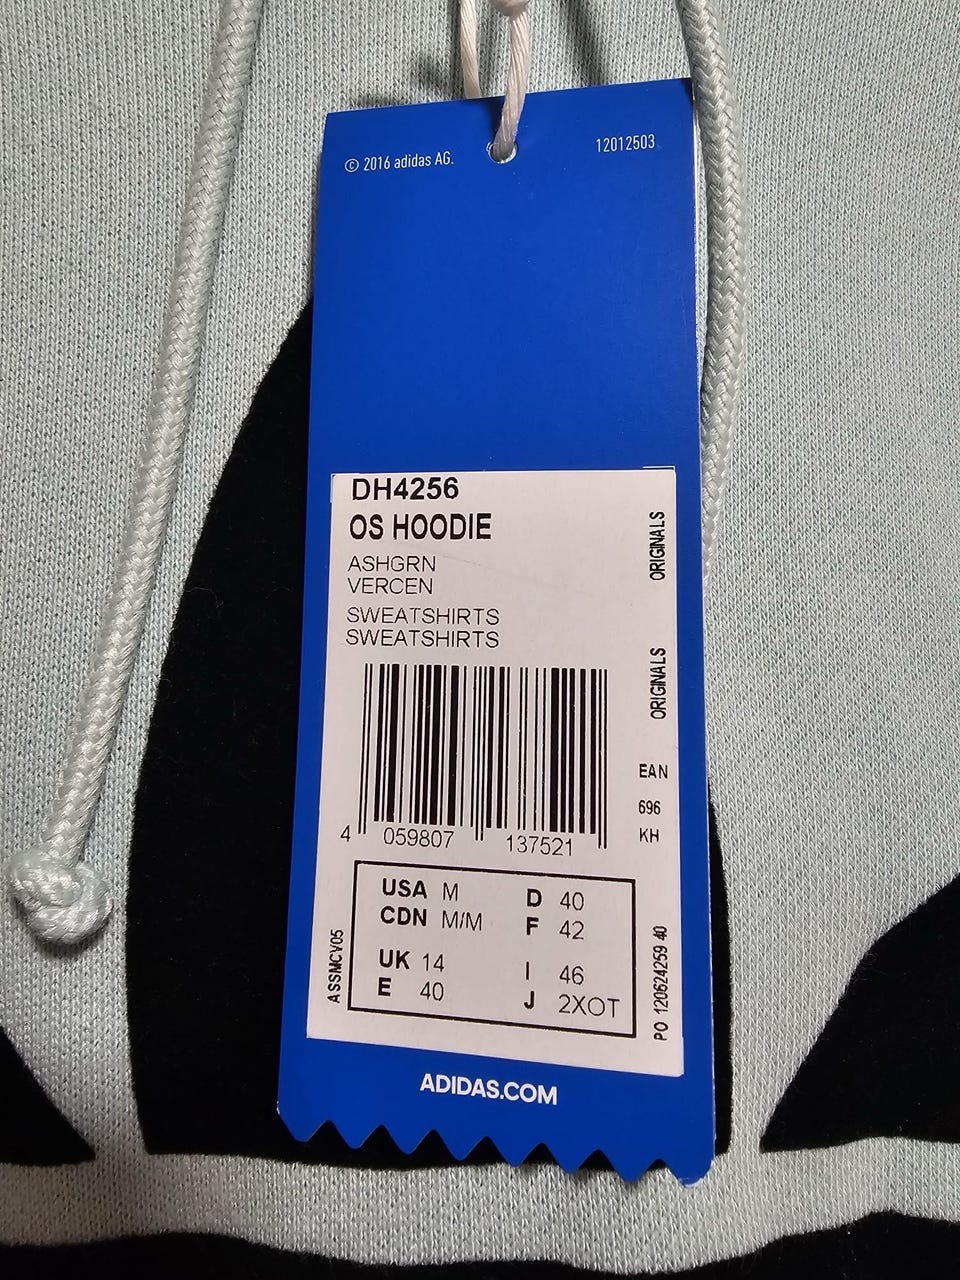 © 2016 adidas AG.
12012503
DH4256
OS HOODIE
ASHGRN
VERCEN
SWEATSHIRTS
SWEATSHIRTS
ORIGINALS
ORIGINALS
EAN
696
KH
4 059807 137521
USA M D 40
CDN M/M F 42
UK 14 I 46
E 40 J 2XOT
ASSMCV05
PO 120624259 40
ADIDAS.COM